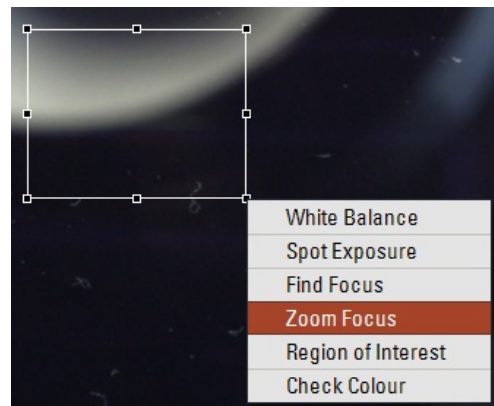 White Balance
Spot Exposure
Find Focus
Zoom Focus
Region of Interest
Check Colour